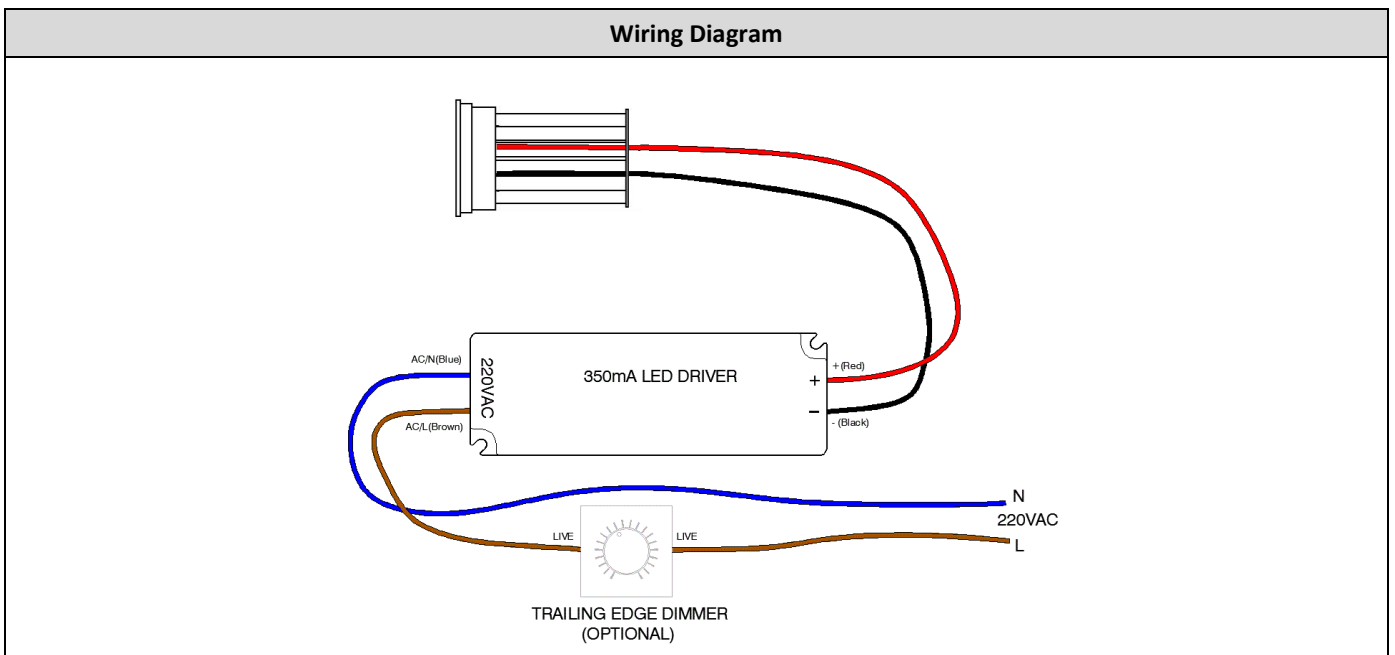 Wiring Diagram
AC/N(Blue)
220VAC
AC/L(Brown)
350mA LED DRIVER
+
+(Red)
−
- (Black)
N
220VAC
L
LIVE
LIVE
TRAILING EDGE DIMMER
(OPTIONAL)